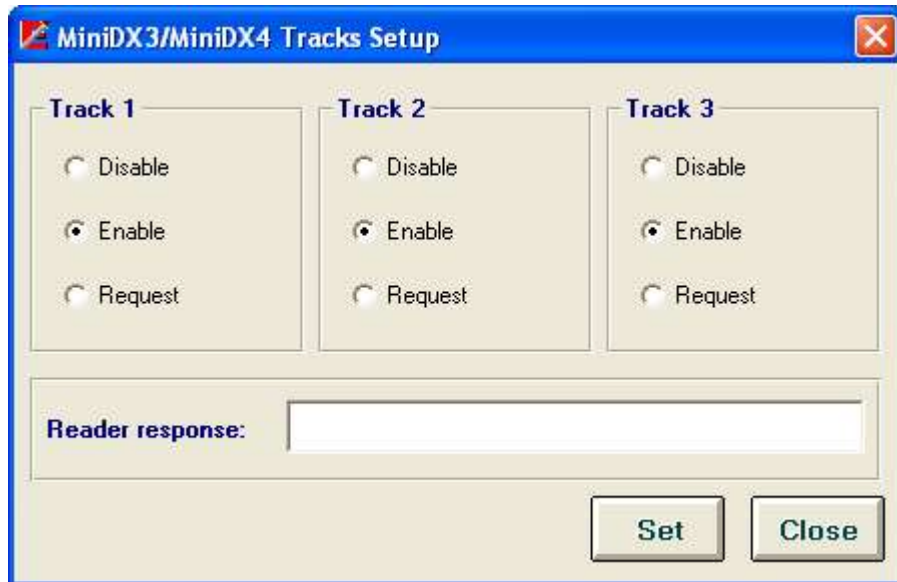 MiniDX3/MiniDX4 Tracks Setup
Track 1
Disable
Enable
Request
Track 2
Disable
Enable
Request
Track 3
Disable
Enable
Request
Reader response:
Set
Close